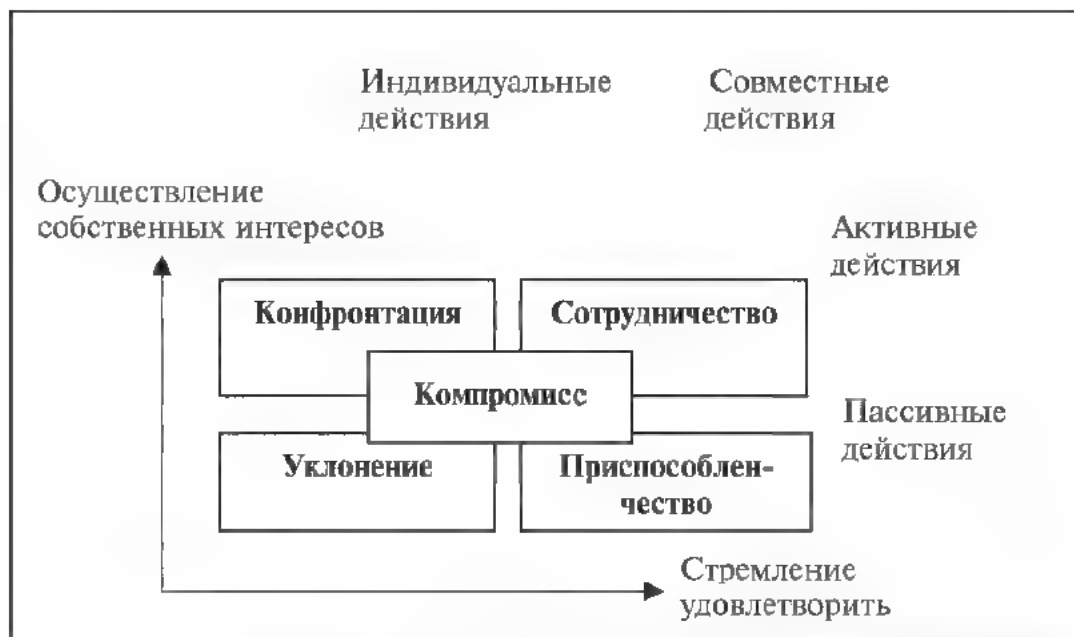 Индивидуальные
действия
Совместные
действия
Осуществление
собственных интересов
Активные
действия
Конфронтация
Сотрудничество
Компромисс
Пассивные
действия
Уклонение
Приспособлен-
чество
Стремление
удовлетворить